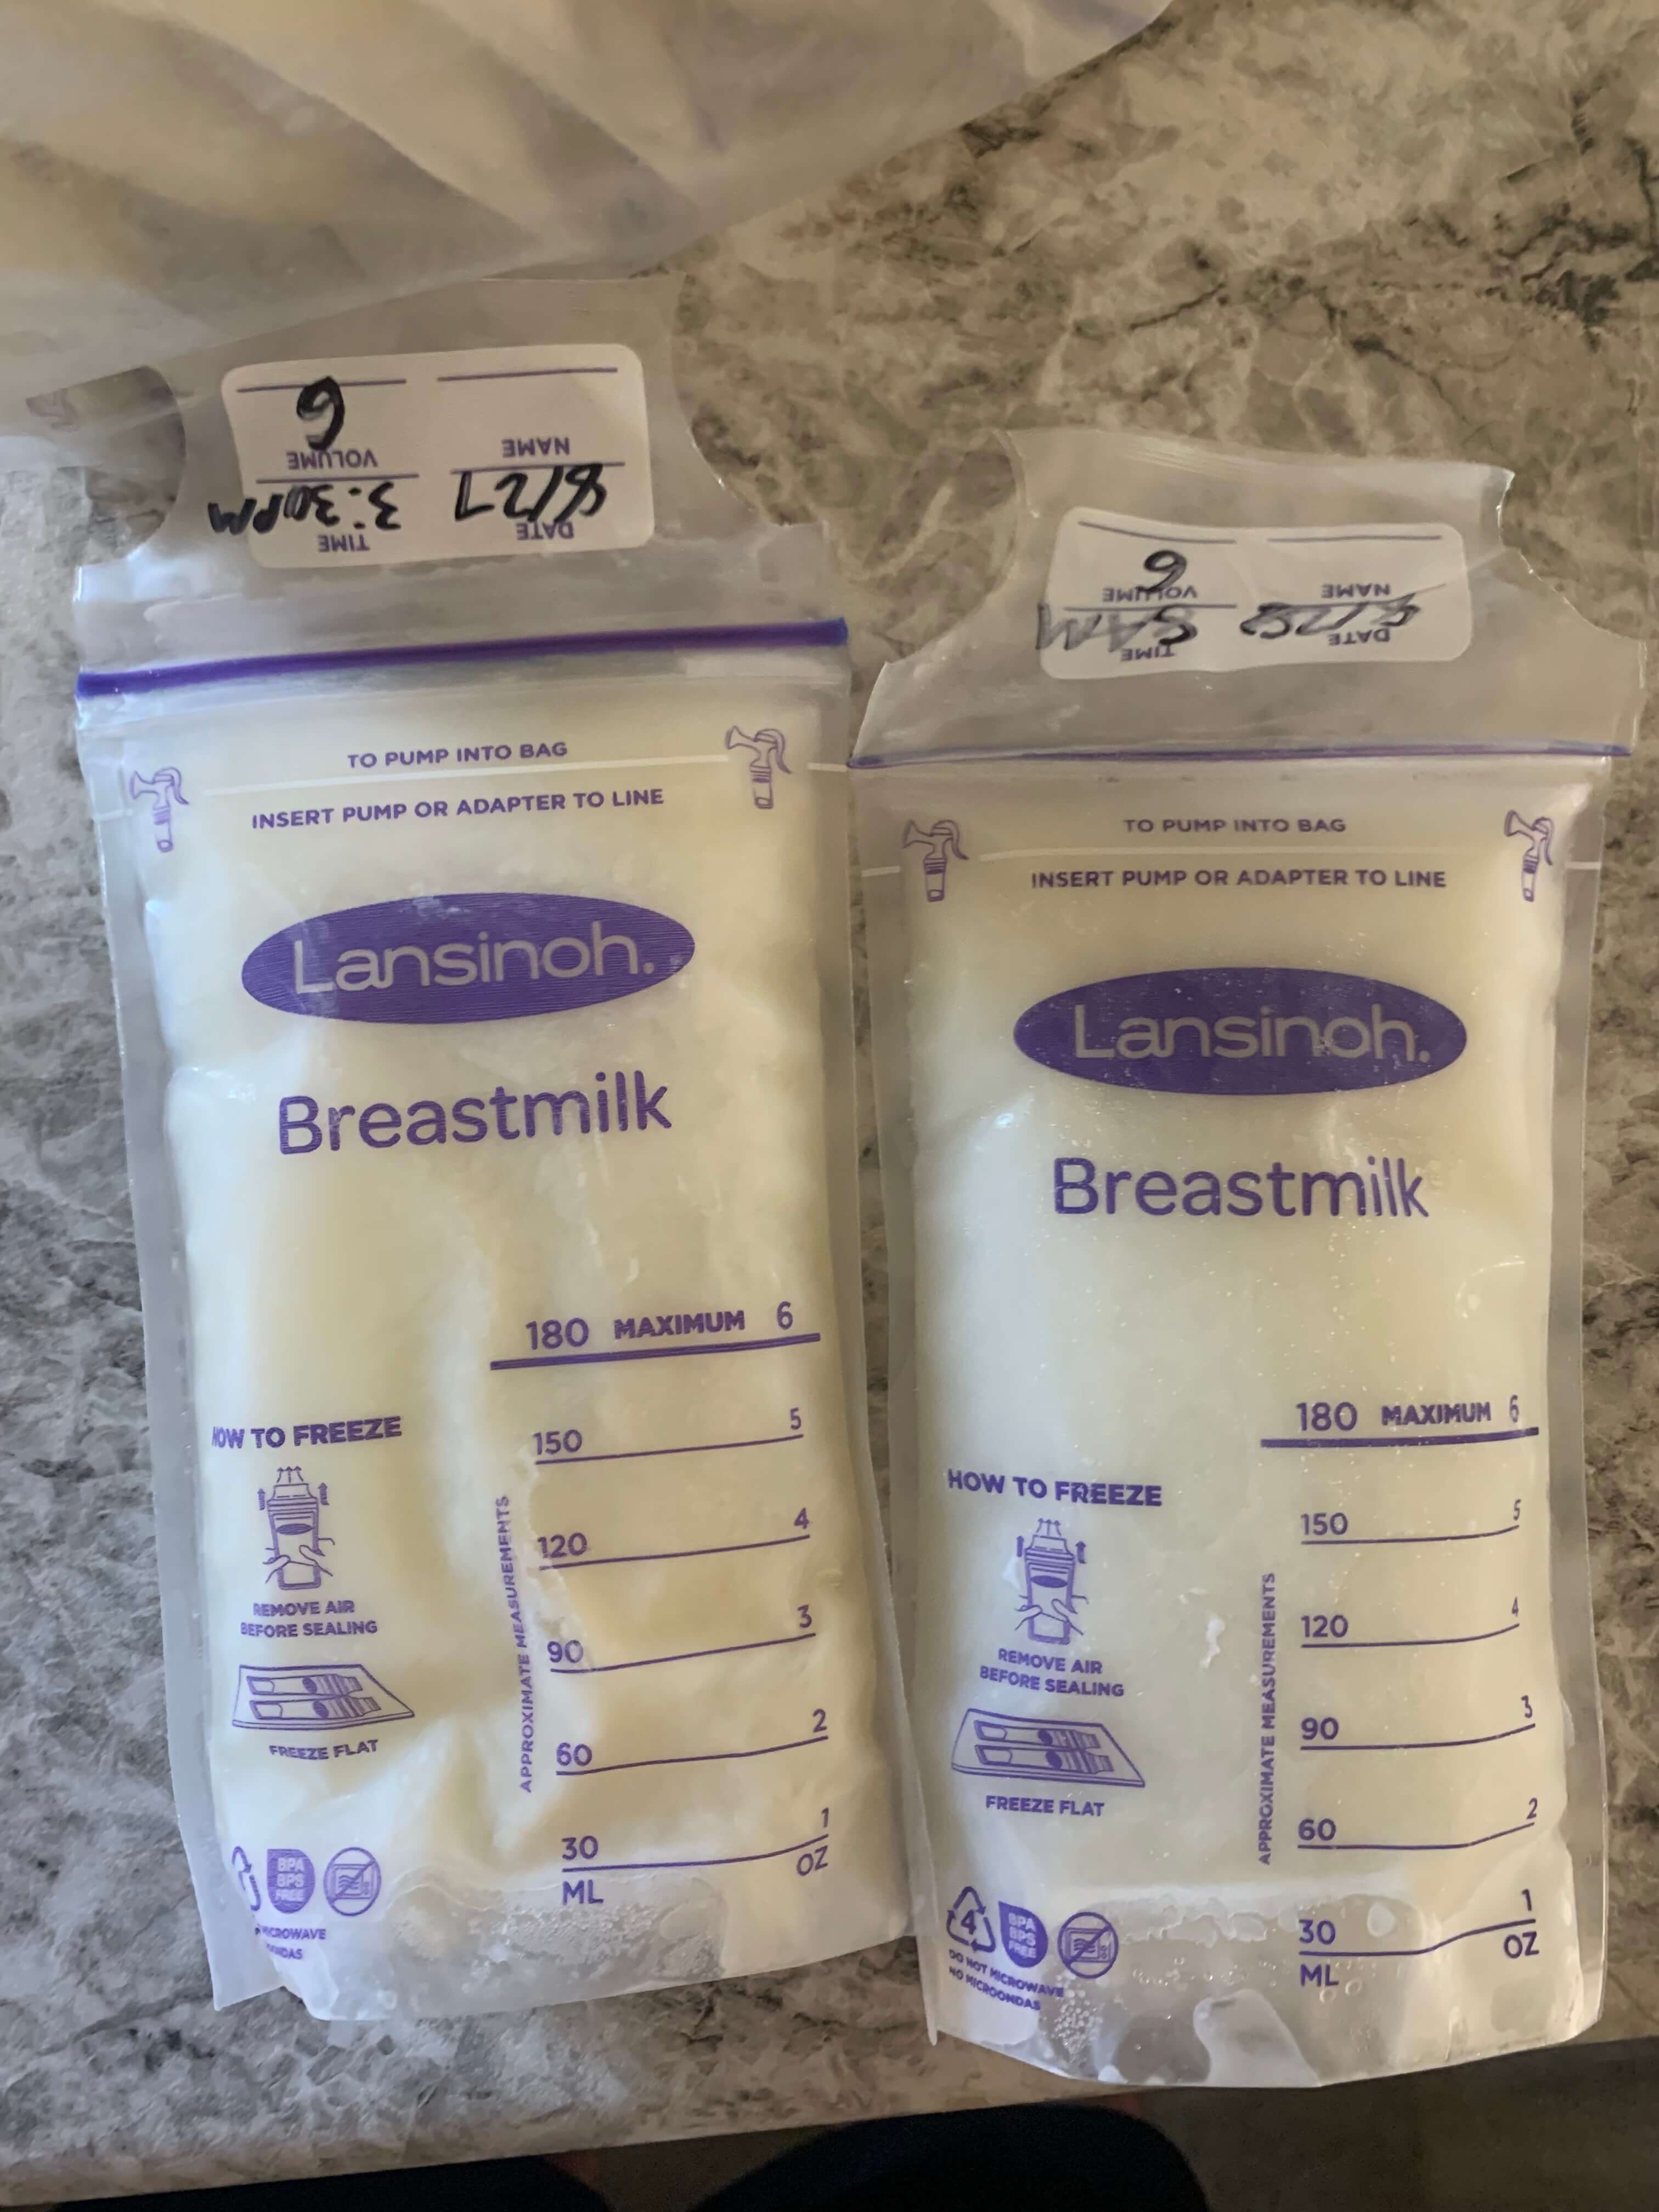 DATE TIME
8/27 3:30PM
NAME VOLUME
6
TO PUMP INTO BAG
INSERT PUMP OR ADAPTER TO LINE
Lansinoh.
Breastmilk
180 MAXIMUM 6
150 5
120 4
90 3
60 2
30 1
ML OZ
APPROXIMATE MEASUREMENTS
HOW TO FREEZE
REMOVE AIR
BEFORE SEALING
FREEZE FLAT
BPA
BPS
FREE
MICROWAVE
DATE TIME
8/28
NAME VOLUME
6
TO PUMP INTO BAG
INSERT PUMP OR ADAPTER TO LINE
Lansinoh.
Breastmilk
180 MAXIMUM 6
150 5
120 4
90 3
60 2
30 1
ML OZ
APPROXIMATE MEASUREMENTS
HOW TO FREEZE
REMOVE AIR
BEFORE SEALING
FREEZE FLAT
4
BPA
BPS
FREE
DO NOT MICROWAVE
NO MICROONDAS